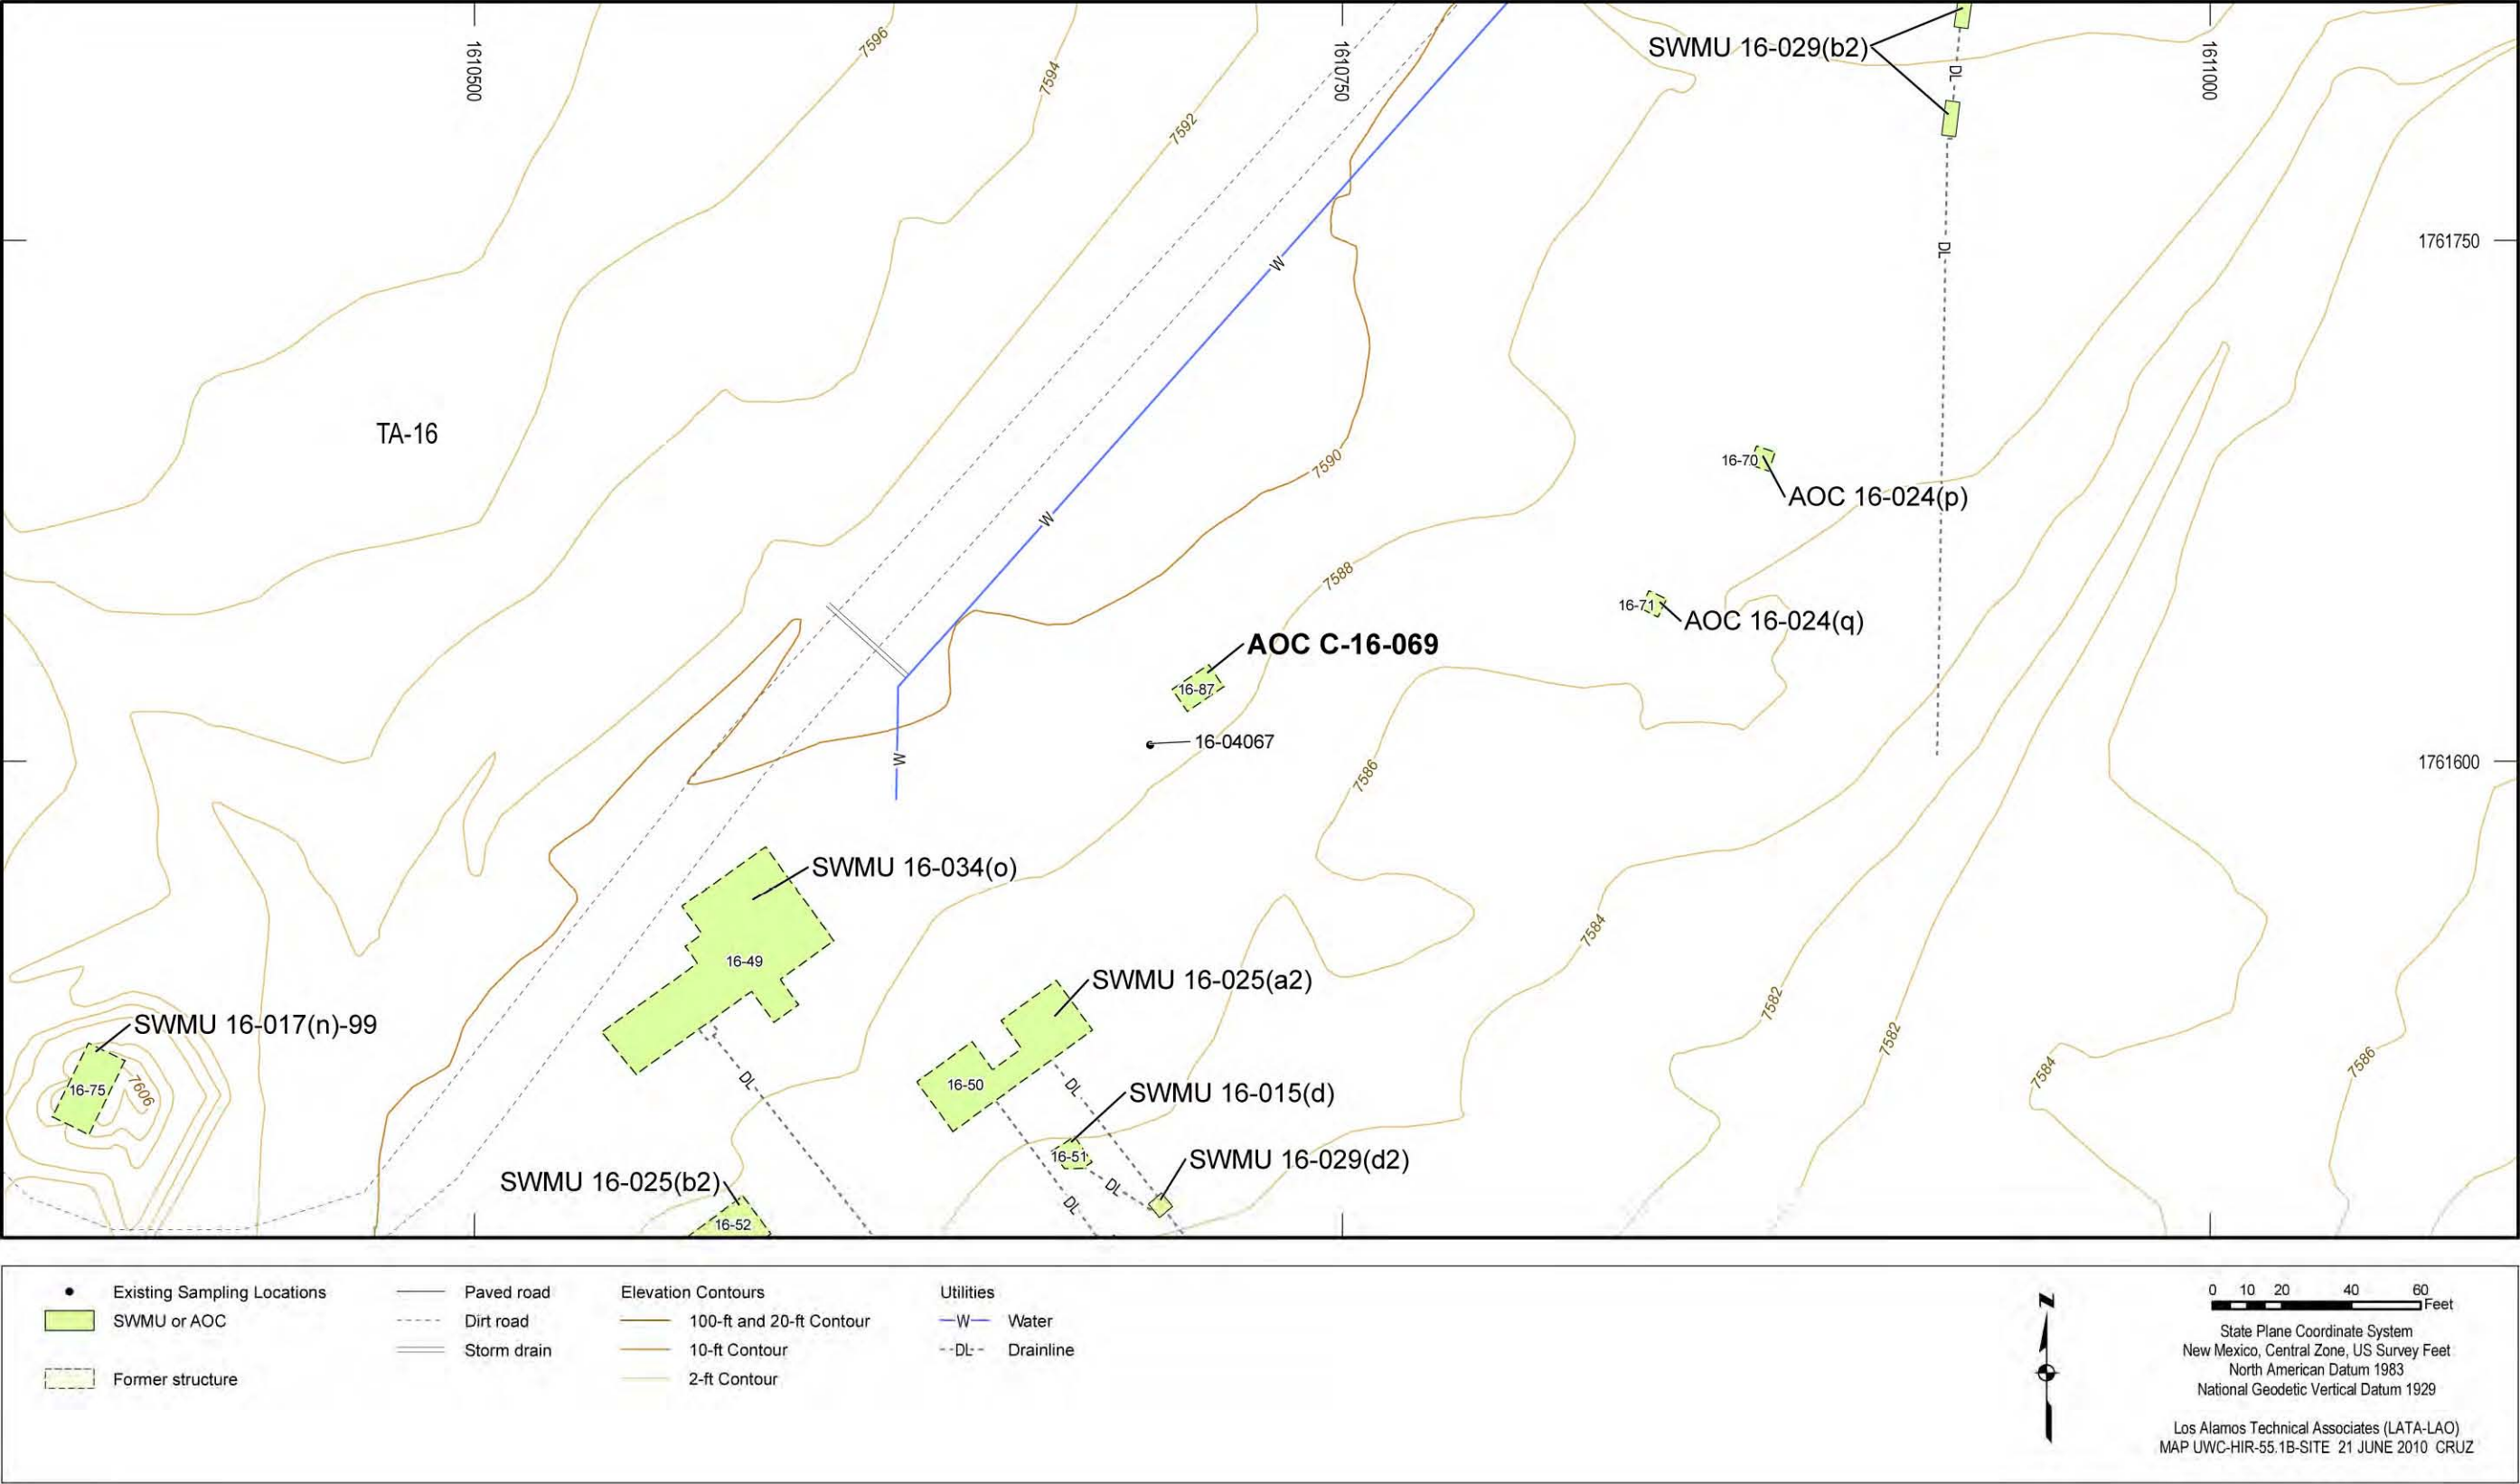 1610500
7596
7594
1610750
SWMU 16-029(b2)
1611000
DL
7592
W
1761750
DL
TA-16
7590
16-70
AOC 16-024(p)
W
7588
16-71
AOC 16-024(q)
AOC C-16-069
16-87
16-04067
W
7586
1761600
SWMU 16-034(o)
7584
16-49
SWMU 16-025(a2)
7582
7582
SWMU 16-017(n)-99
7584
7586
16-75
7606
DL
16-50
DL
SWMU 16-015(d)
16-51
SWMU 16-029(d2)
SWMU 16-025(b2)
DL
DL
16-52
Existing Sampling Locations
SWMU or AOC
Former structure
Paved road
Dirt road
Storm drain
Elevation Contours
100-ft and 20-ft Contour
10-ft Contour
2-ft Contour
Utilities
W Water
DL Drainline
N
0 10 20 40 60
Feet
State Plane Coordinate System
New Mexico, Central Zone, US Survey Feet
North American Datum 1983
National Geodetic Vertical Datum 1929
Los Alamos Technical Associates (LATA-LAO)
MAP UWC-HIR-55.1B-SITE 21 JUNE 2010 CRUZ